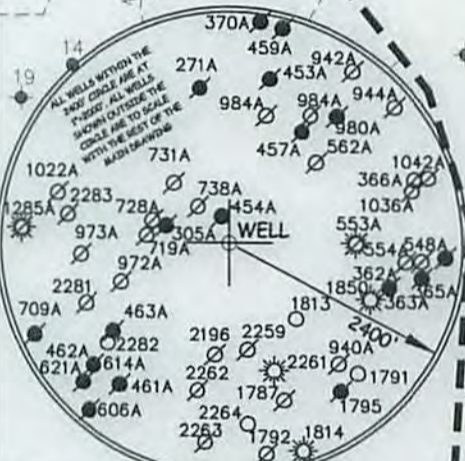 370A
459A
14
942A
19
ALL WELLS WITHIN THE
2400' CIRCLE ARE AT
1"=2000'. ALL WELLS
SHOWN OUTSIDE THE
CIRCLE ARE TO SCALE
WITH THE REST OF THE
MAIN DRAWING
271A
453A
944A
984A
984A
980A
457A
562A
731A
1042A
366A
1022A
2283
1036A
738A
1285A
728A
454A
305A
WELL
553A
719A
973A
554A
548A
972A
362A
1850
363A
365A
2281
709A
463A
1813
2400'
2282
2196
2259
462A
614A
2261
940A
621A
461A
2262
1787
1791
1795
606A
2264
2263
1792
1814